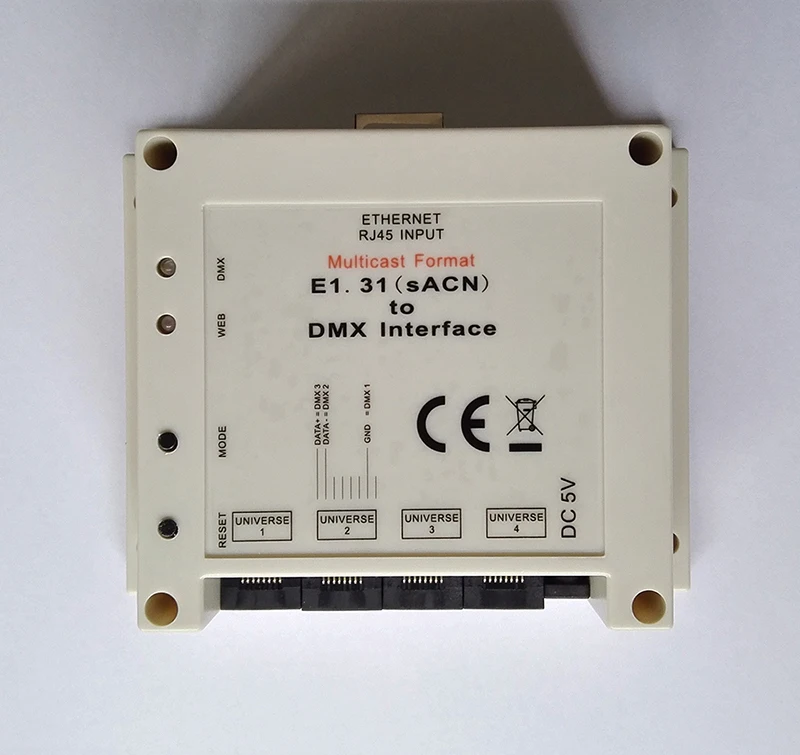 ETHERNET
RJ45 INPUT
Multicast Format
E1. 31（sACN）
to
DMX Interface
DMX
WEB
MODE
RESET
DATA+ = DMX 3
DATA - = DMX 2
GND = DMX 1
CE
UNIVERSE
1
UNIVERSE
2
UNIVERSE
3
UNIVERSE
4
DC 5V